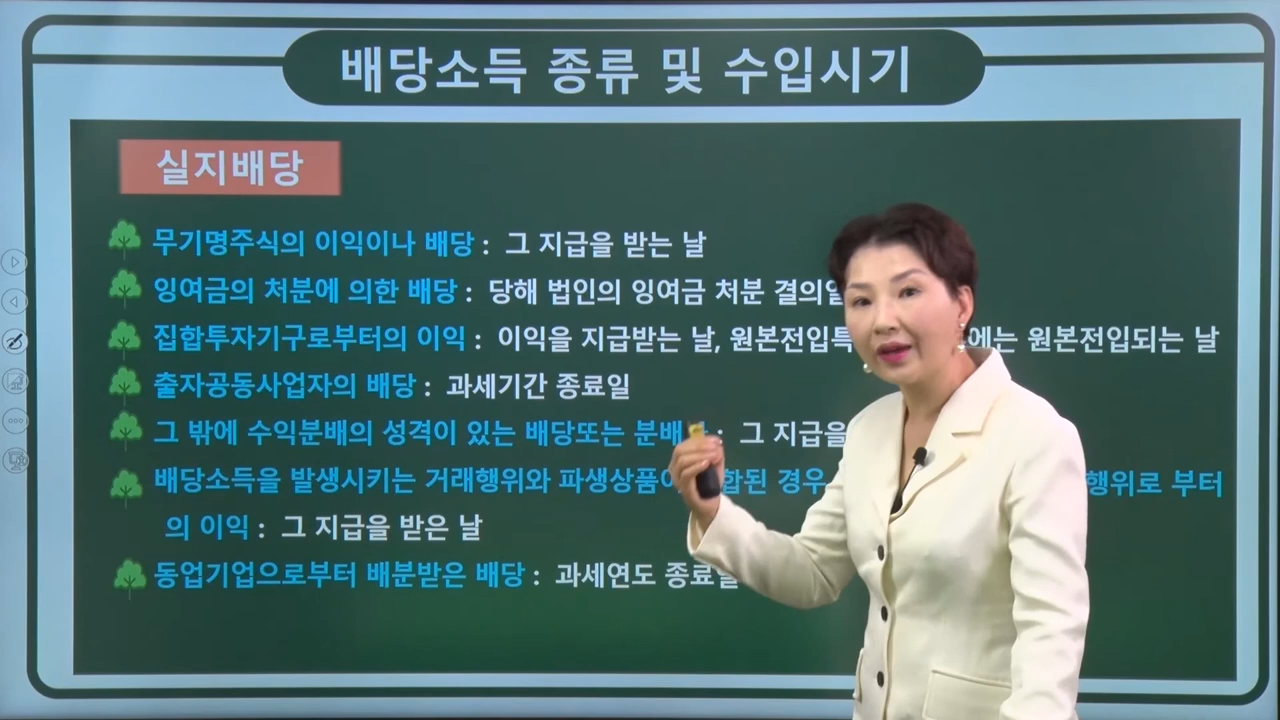 배당소득 종류 및 수입시기
실지배당
무기명주식의 이익이나 배당 : 그 지급을 받는 날
잉여금의 처분에 의한 배당 : 당해 법인의 잉여금 처분 결의일
집합투자기구로부터의 이익 : 이익을 지급받는 날, 원본전입특 에는 원본전입되는 날
출자공동사업자의 배당 : 과세기간 종료일
그 밖에 수익분배의 성격이 있는 배당또는 : 그 지급을
배당소득을 발생시키는 거래행위와 경우 행위로 부터
의 이익 : 그 지급을 받은 날
동업기업으로부터 배분받은 배당 : 과세연도 종료일